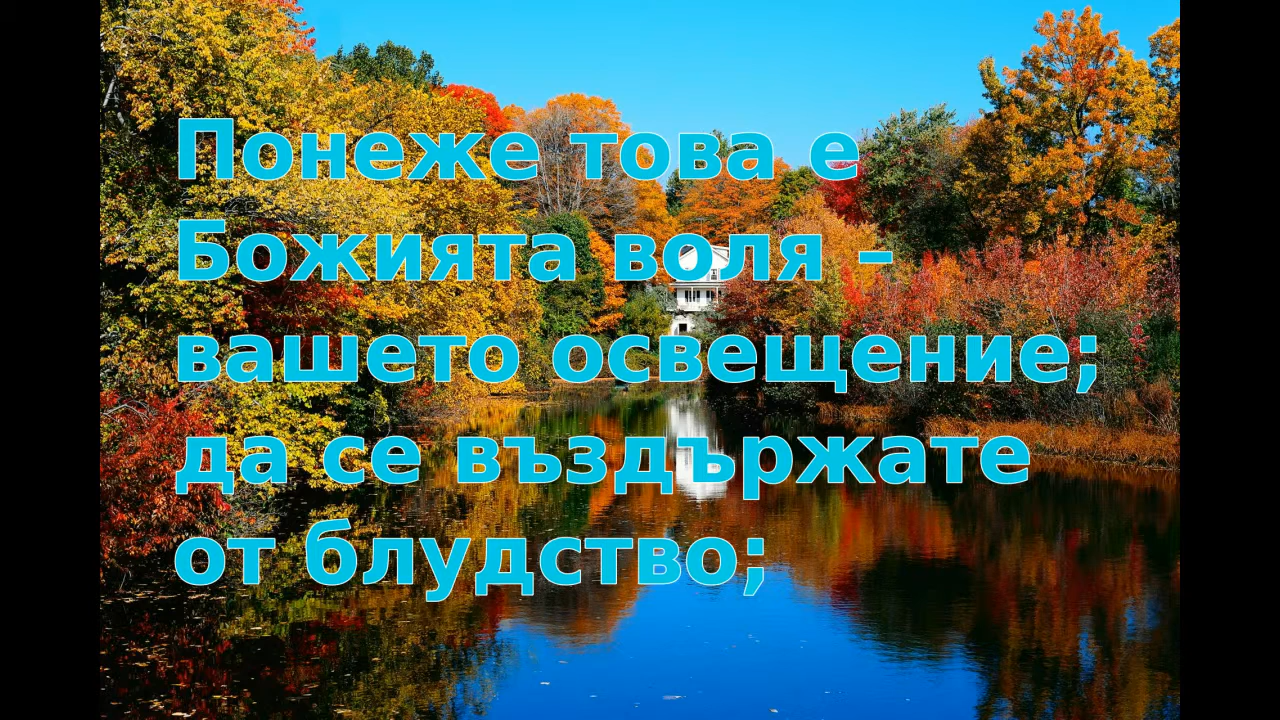 Понеже това е
Божията воля –
вашето освещение;
да се въздържате
от блудство;